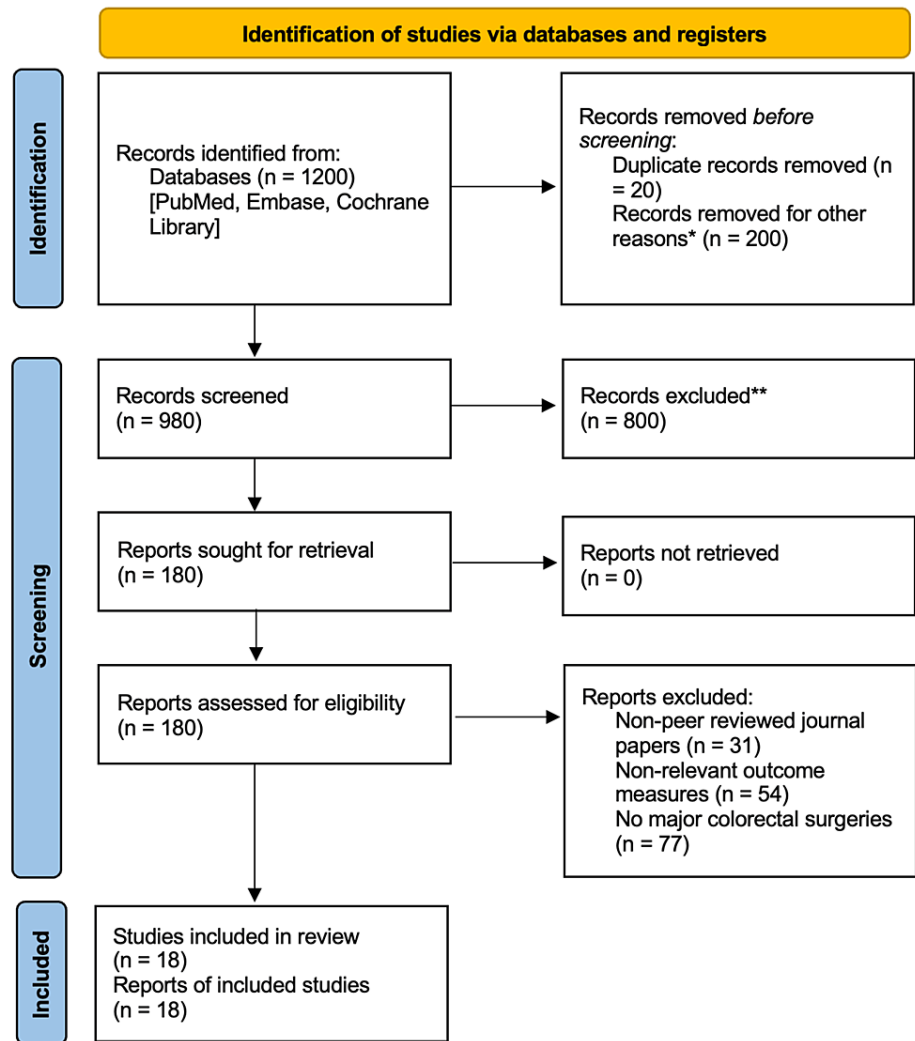 Identification of studies via databases and registers
Identification
Records identified from:
Databases (n = 1200)
[PubMed, Embase, Cochrane
Library]
Records removed before
screening:
Duplicate records removed (n
= 20)
Records removed for other
reasons* (n = 200)
Screening
Records screened
(n = 980)
Records excluded**
(n = 800)
Reports sought for retrieval
(n = 180)
Reports not retrieved
(n = 0)
Reports assessed for eligibility
(n = 180)
Reports excluded:
Non-peer reviewed journal
papers (n = 31)
Non-relevant outcome
measures (n = 54)
No major colorectal surgeries
(n = 77)
Included
Studies included in review
(n = 18)
Reports of included studies
(n = 18)